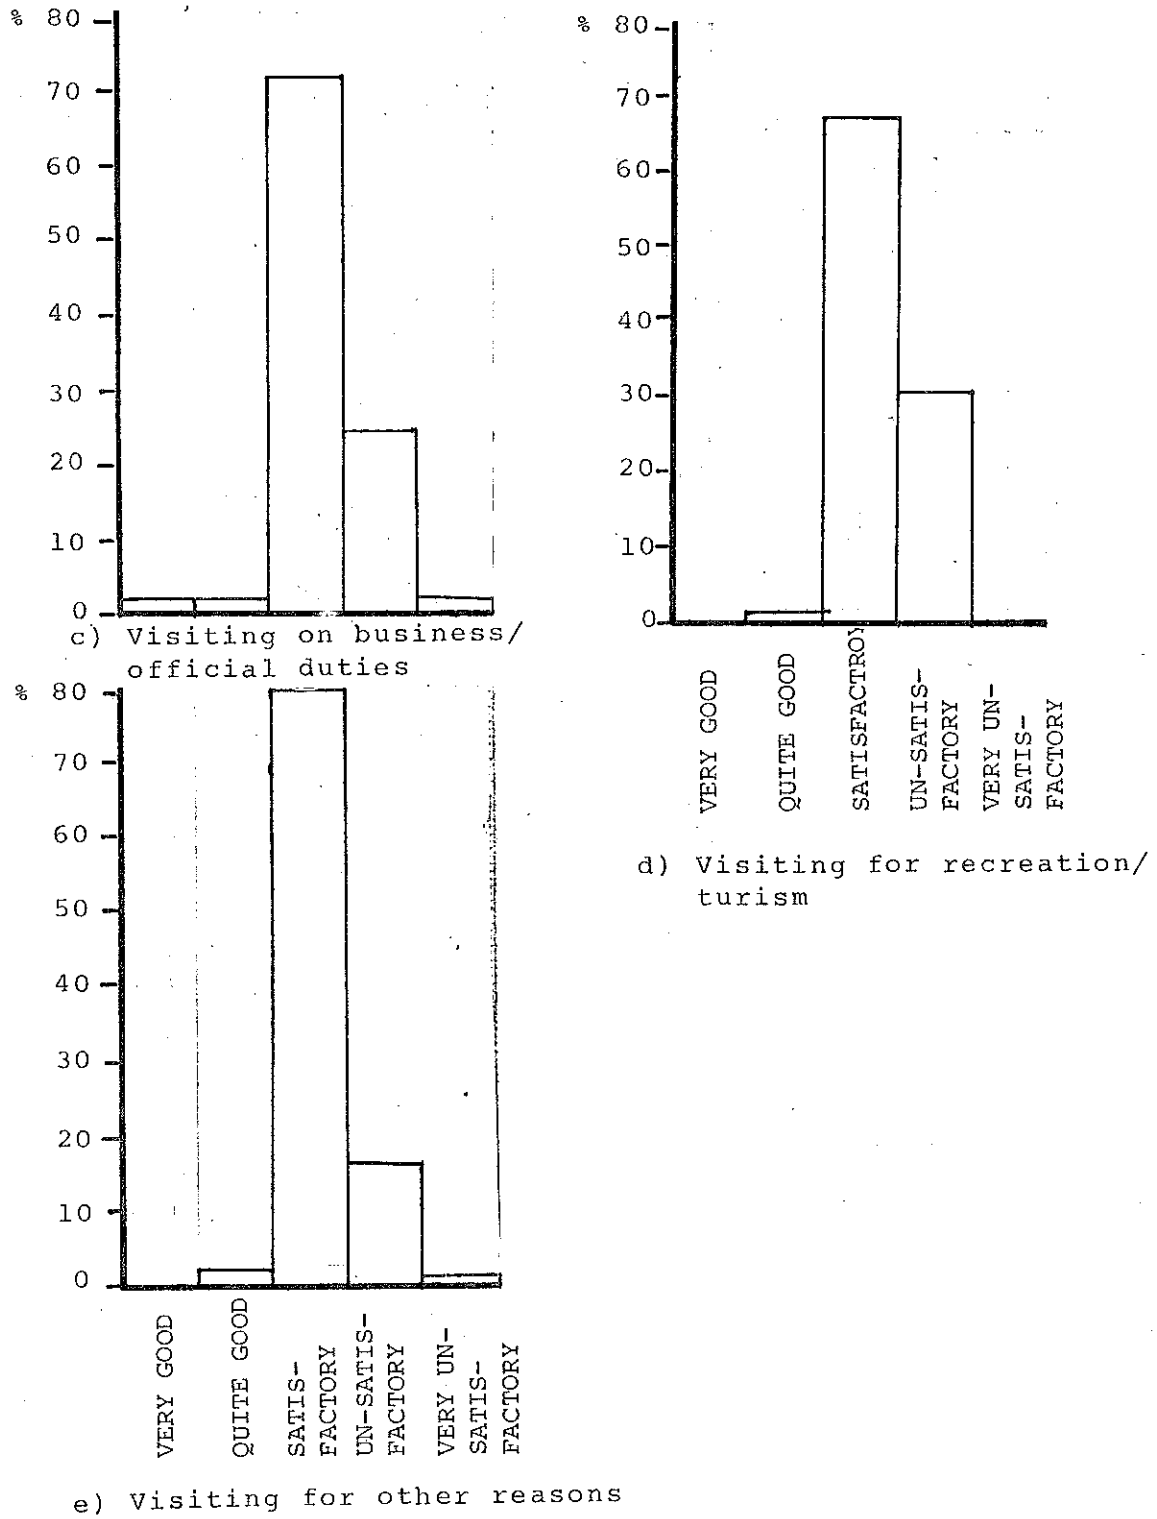 % 80
70
60
50
40
30
20
10
0
c) Visiting on business/
official duties
% 80
70
60
50
40
30
20
10
0
VERY GOOD
QUITE GOOD
SATISFACTROY
UN-SATIS-
FACTORY
VERY UN-
SATIS-
FACTORY
d) Visiting for recreation/
turism
% 80
70
60
50
40
30
20
10
0
VERY GOOD
QUITE GOOD
SATIS-
FACTORY
UN-SATIS-
FACTORY
VERY UN-
SATIS-
FACTORY
e) Visiting for other reasons